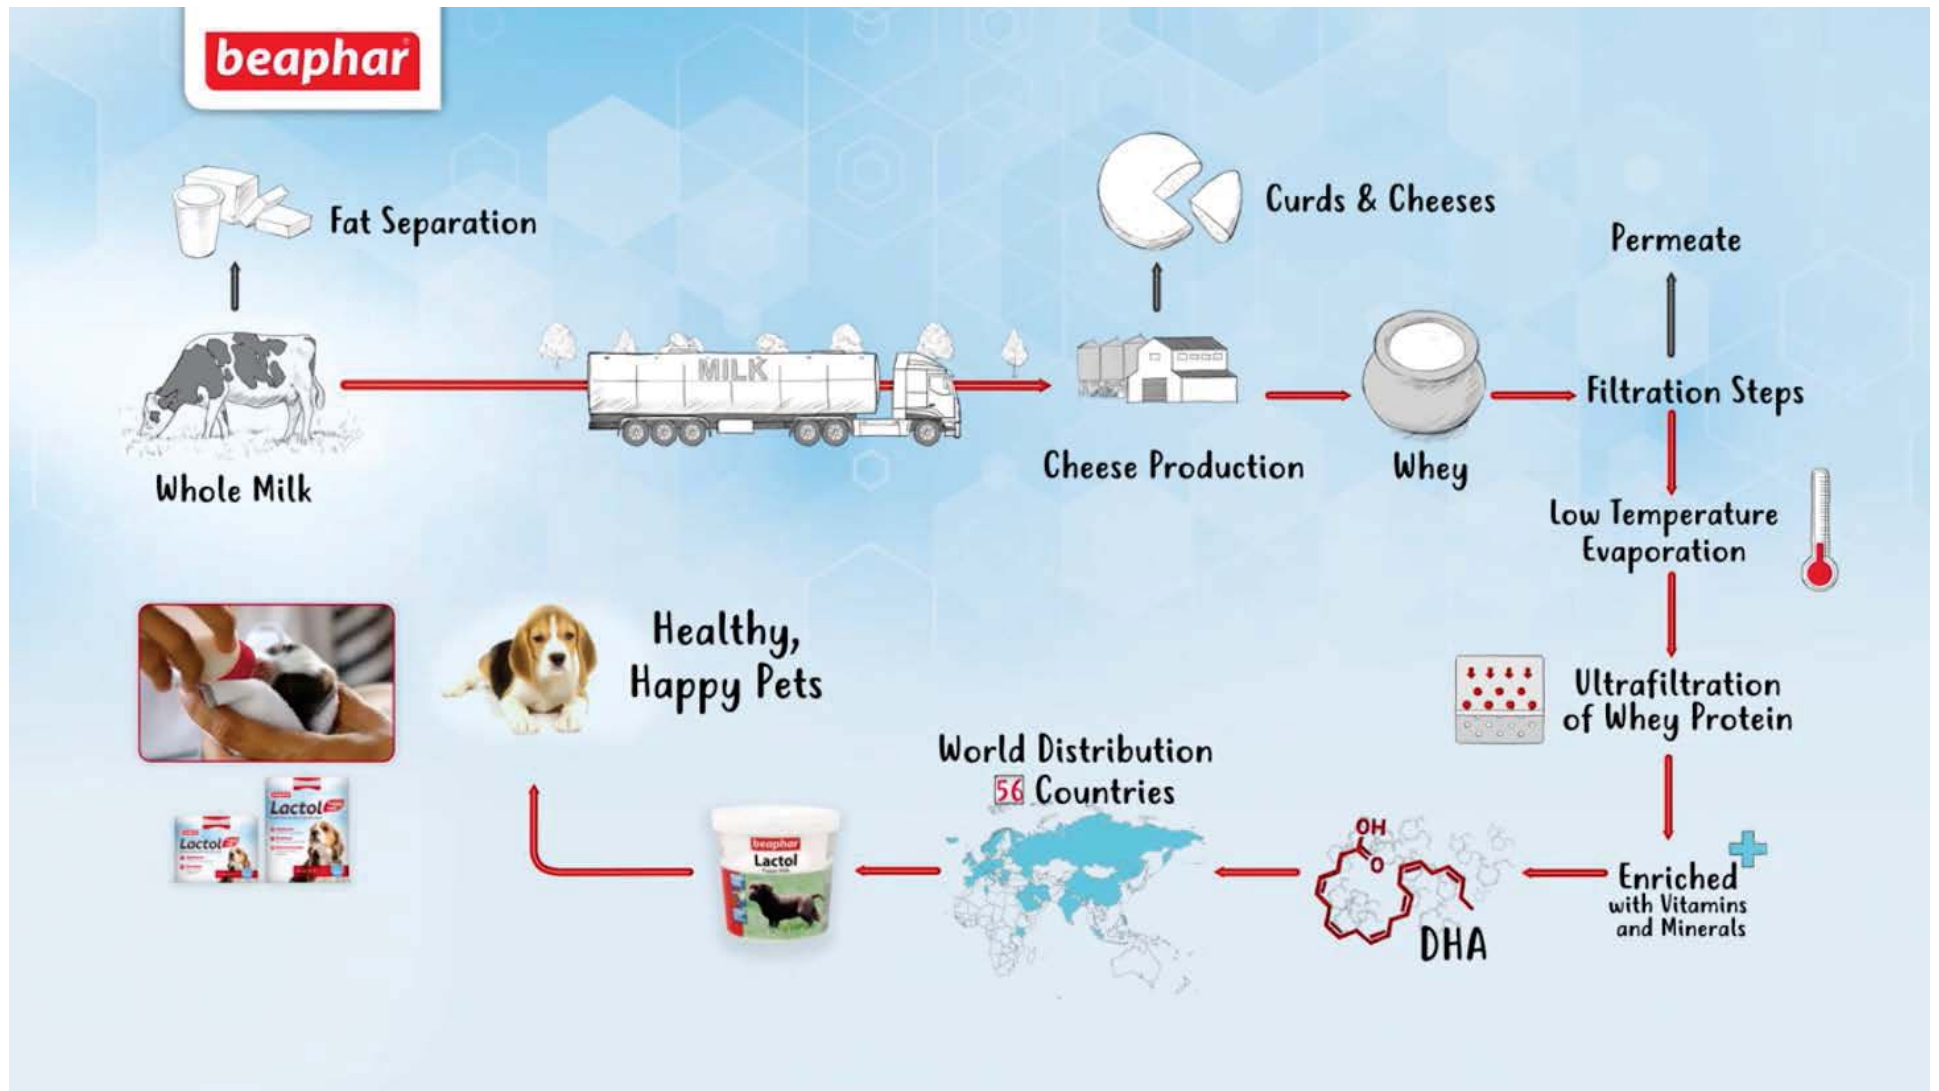 beaphar
Fat Separation
Whole Milk
MILK
Curds & Cheeses
Cheese Production
Whey
Permeate
Filtration Steps
Low Temperature
Evaporation
Ultrafiltration
of Whey Protein
Enriched
with Vitamins
and Minerals
OH
O
DHA
World Distribution
56 Countries
beaphar
Lactol
Puppy Milk
Healthy,
Happy Pets
Lactol
Lactol